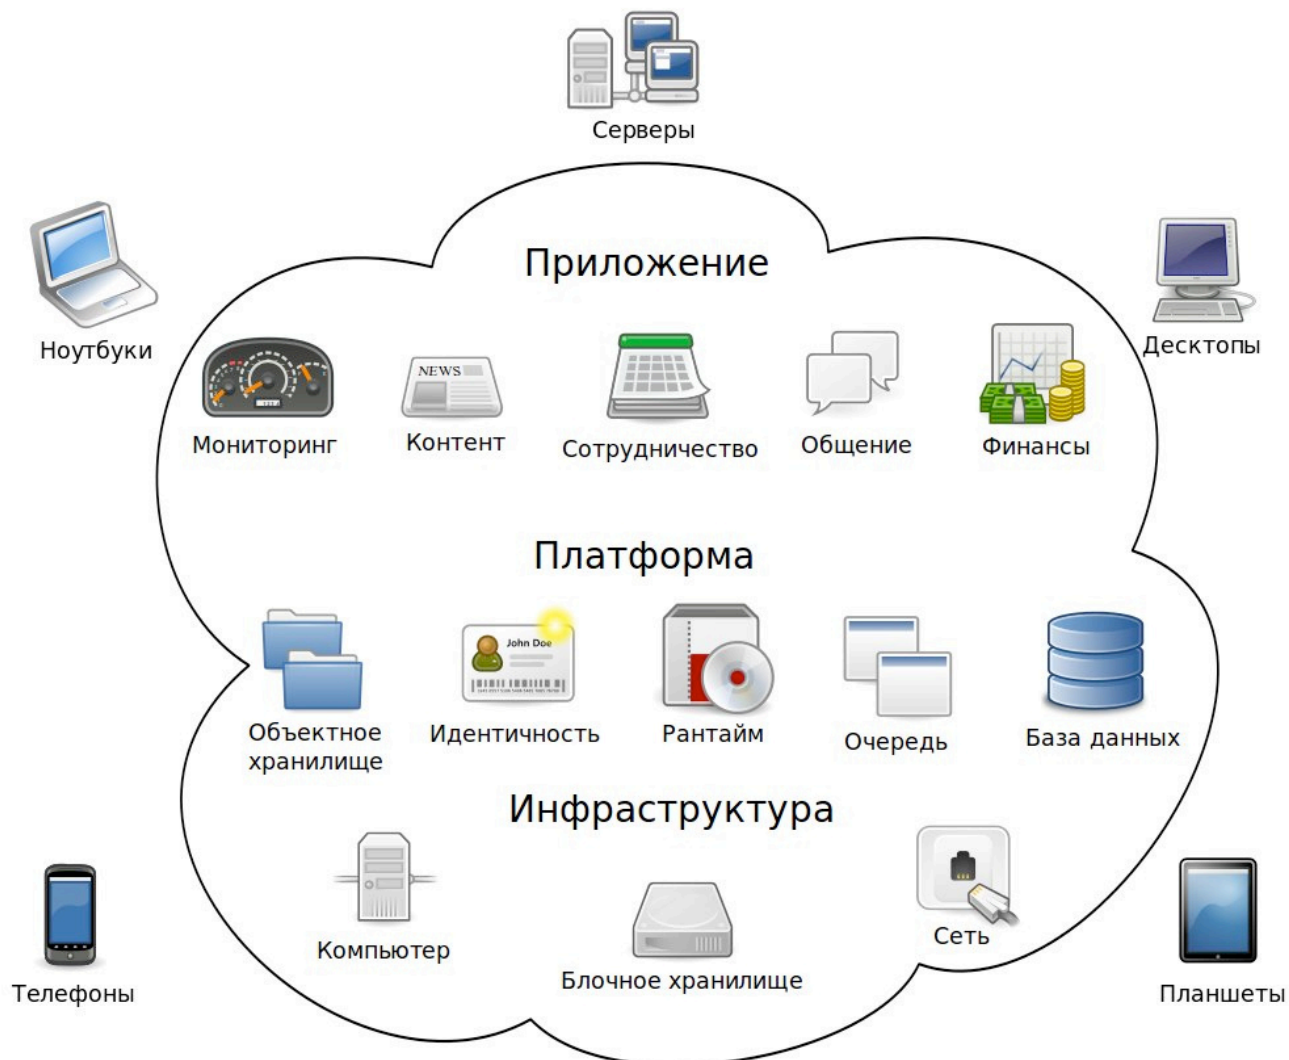 Серверы
Ноутбуки
Десктопы
Приложение
NEWS
Мониторинг
Контент
Сотрудничество
Общение
Финансы
Платформа
John Doe
Объектное
хранилище
Идентичность
Рантайм
Очередь
База данных
Инфраструктура
Компьютер
Блочное хранилище
Сеть
Телефоны
Планшеты